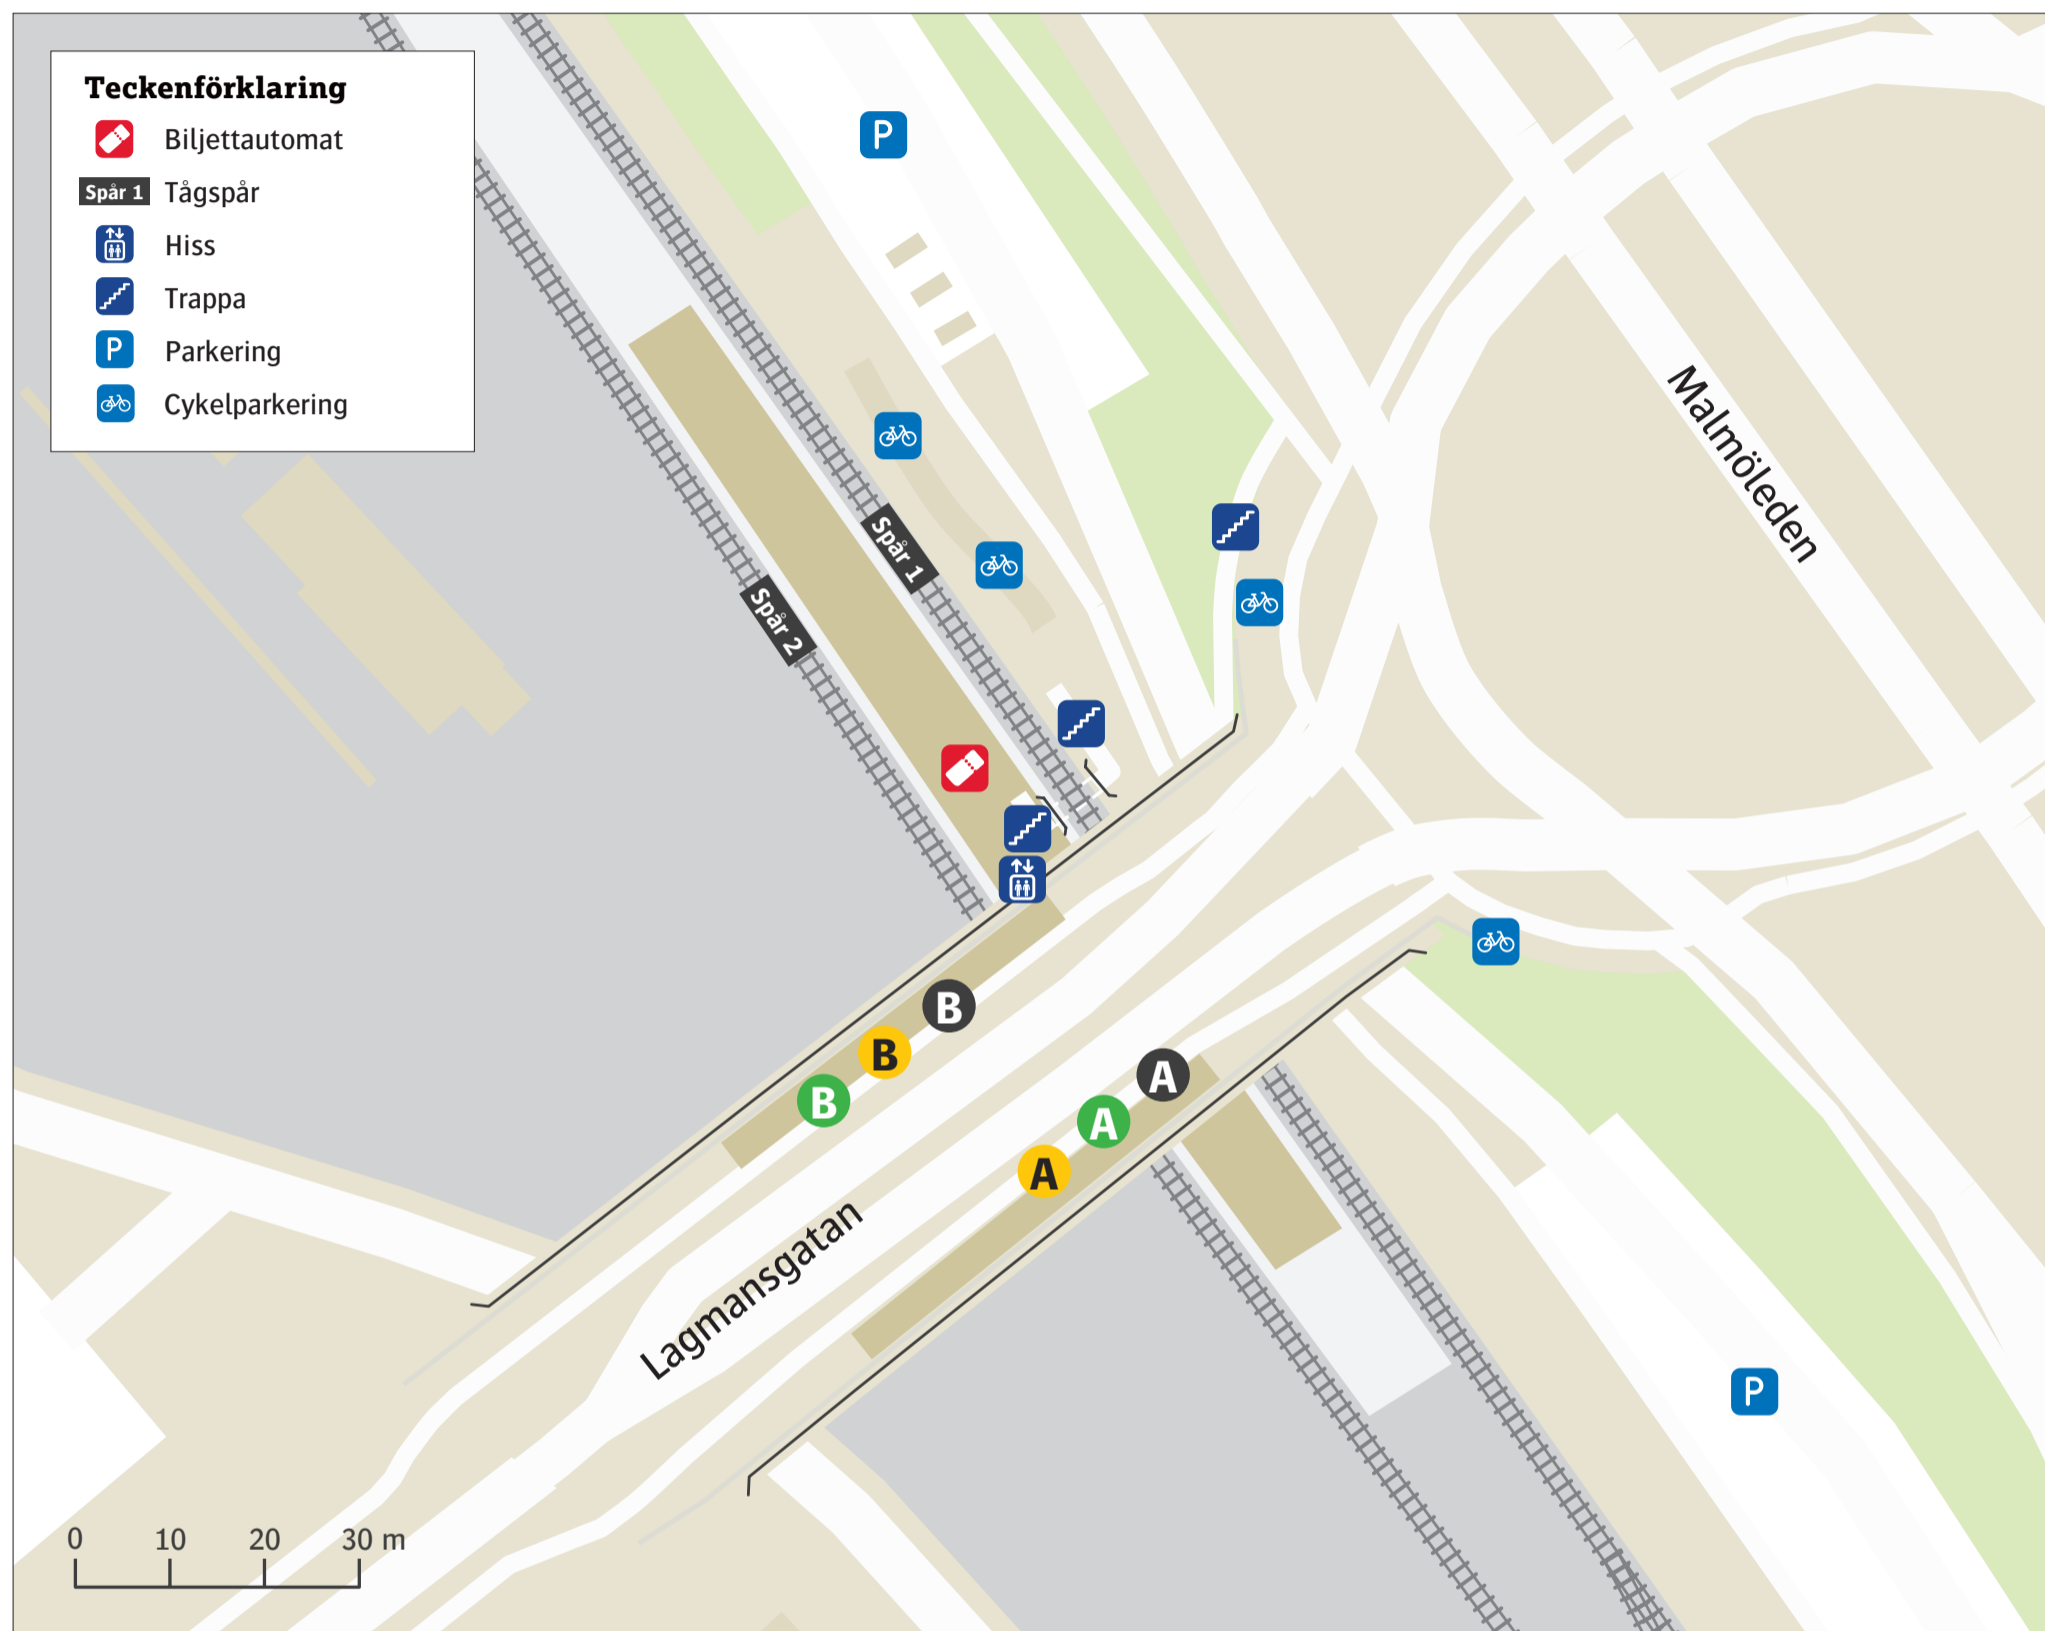 Teckenförklaring
Biljettautomat
Spår 1 Tågspår
Hiss
Trappa
P Parkering
Cykelparkering
P
Malmöleden
Spår 1
Spår 2
B
B
B
A
A
A
Lagmansgatan
P
0 10 20 30 m